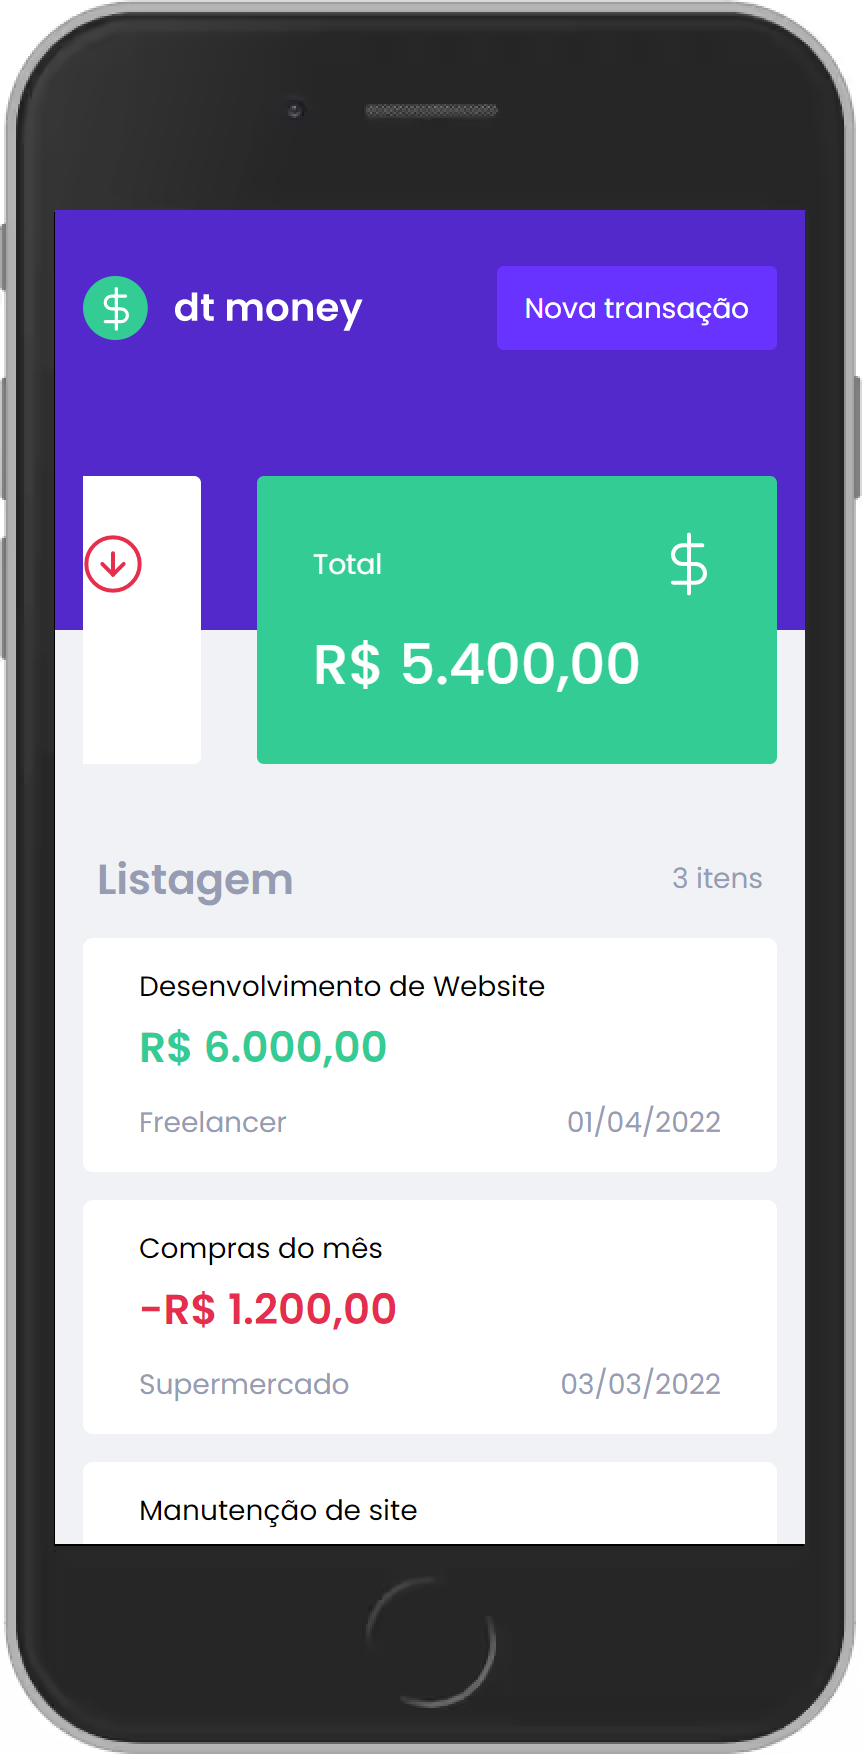 dt money
Nova transação
Total
R$ 5.400,00
Listagem
3 itens
Desenvolvimento de Website
R$ 6.000,00
Freelancer
01/04/2022
Compras do mês
-R$ 1.200,00
Supermercado
03/03/2022
Manutenção de site